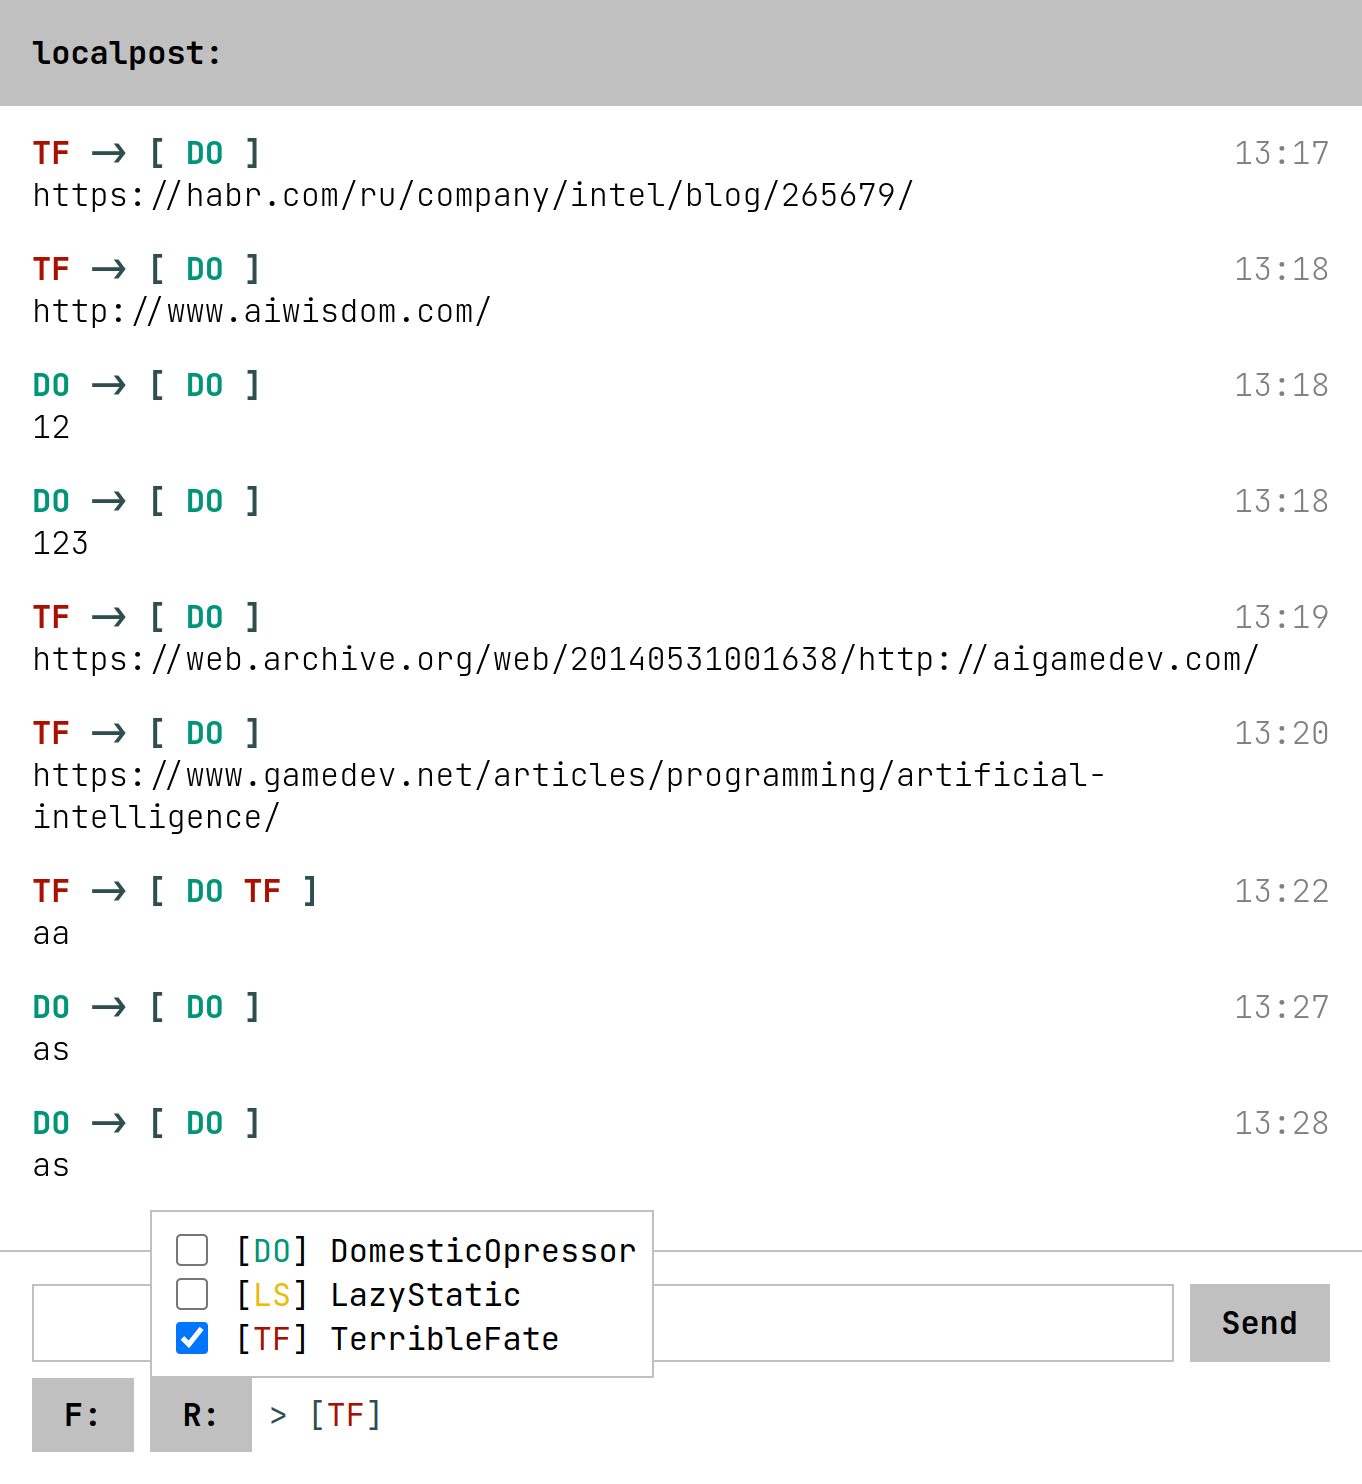 localpost:
TF -> [ DO ] 13:17
https://habr.com/ru/company/intel/blog/265679/
TF -> [ DO ] 13:18
http://www.aiwisdom.com/
DO -> [ DO ] 13:18
12
DO -> [ DO ] 13:18
123
TF -> [ DO ] 13:19
https://web.archive.org/web/20140531001638/http://aigamedev.com/
TF -> [ DO ] 13:20
https://www.gamedev.net/articles/programming/artificial-
intelligence/
TF -> [ DO TF ] 13:22
aa
DO -> [ DO ] 13:27
as
DO -> [ DO ] 13:28
as
[DO] DomesticOpressor
[LS] LazyStatic
[TF] TerribleFate
Send
F: R: > [TF]